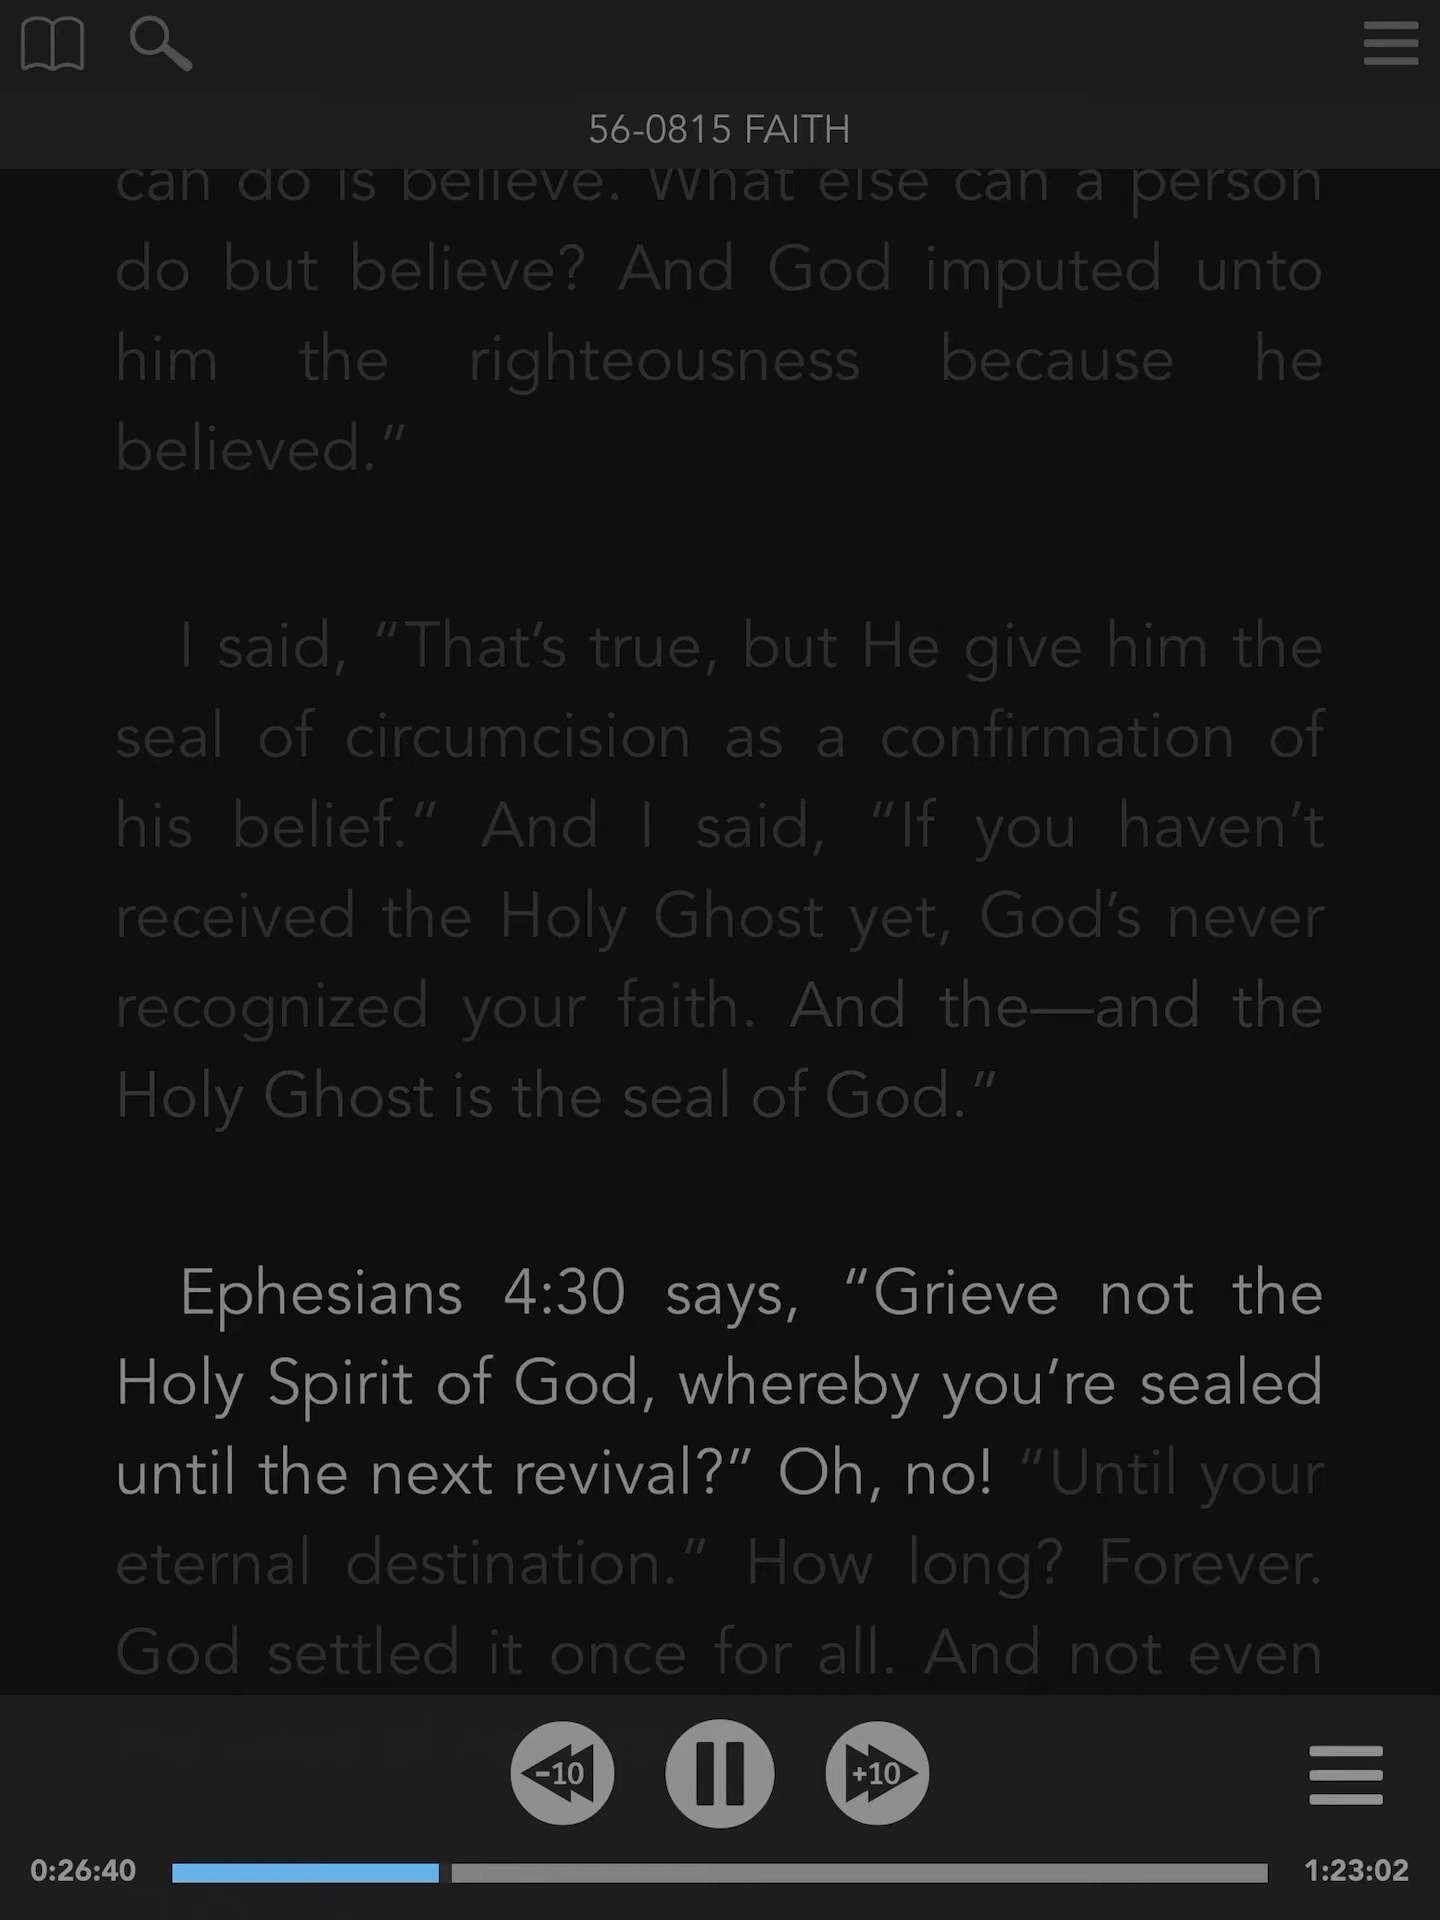 56-0815 FAITH
can do is believe. What else can a person
do but believe? And God imputed unto
him the righteousness because he
believed.”
I said, “That’s true, but He give him the
seal of circumcision as a confirmation of
his belief.” And I said, “If you haven’t
received the Holy Ghost yet, God’s never
recognized your faith. And the—and the
Holy Ghost is the seal of God.”
Ephesians 4:30 says, “Grieve not the
Holy Spirit of God, whereby you’re sealed
until the next revival?” Oh, no! “Until your
eternal destination.” How long? Forever.
God settled it once for all. And not even
-10
+10
0:26:40
1:23:02